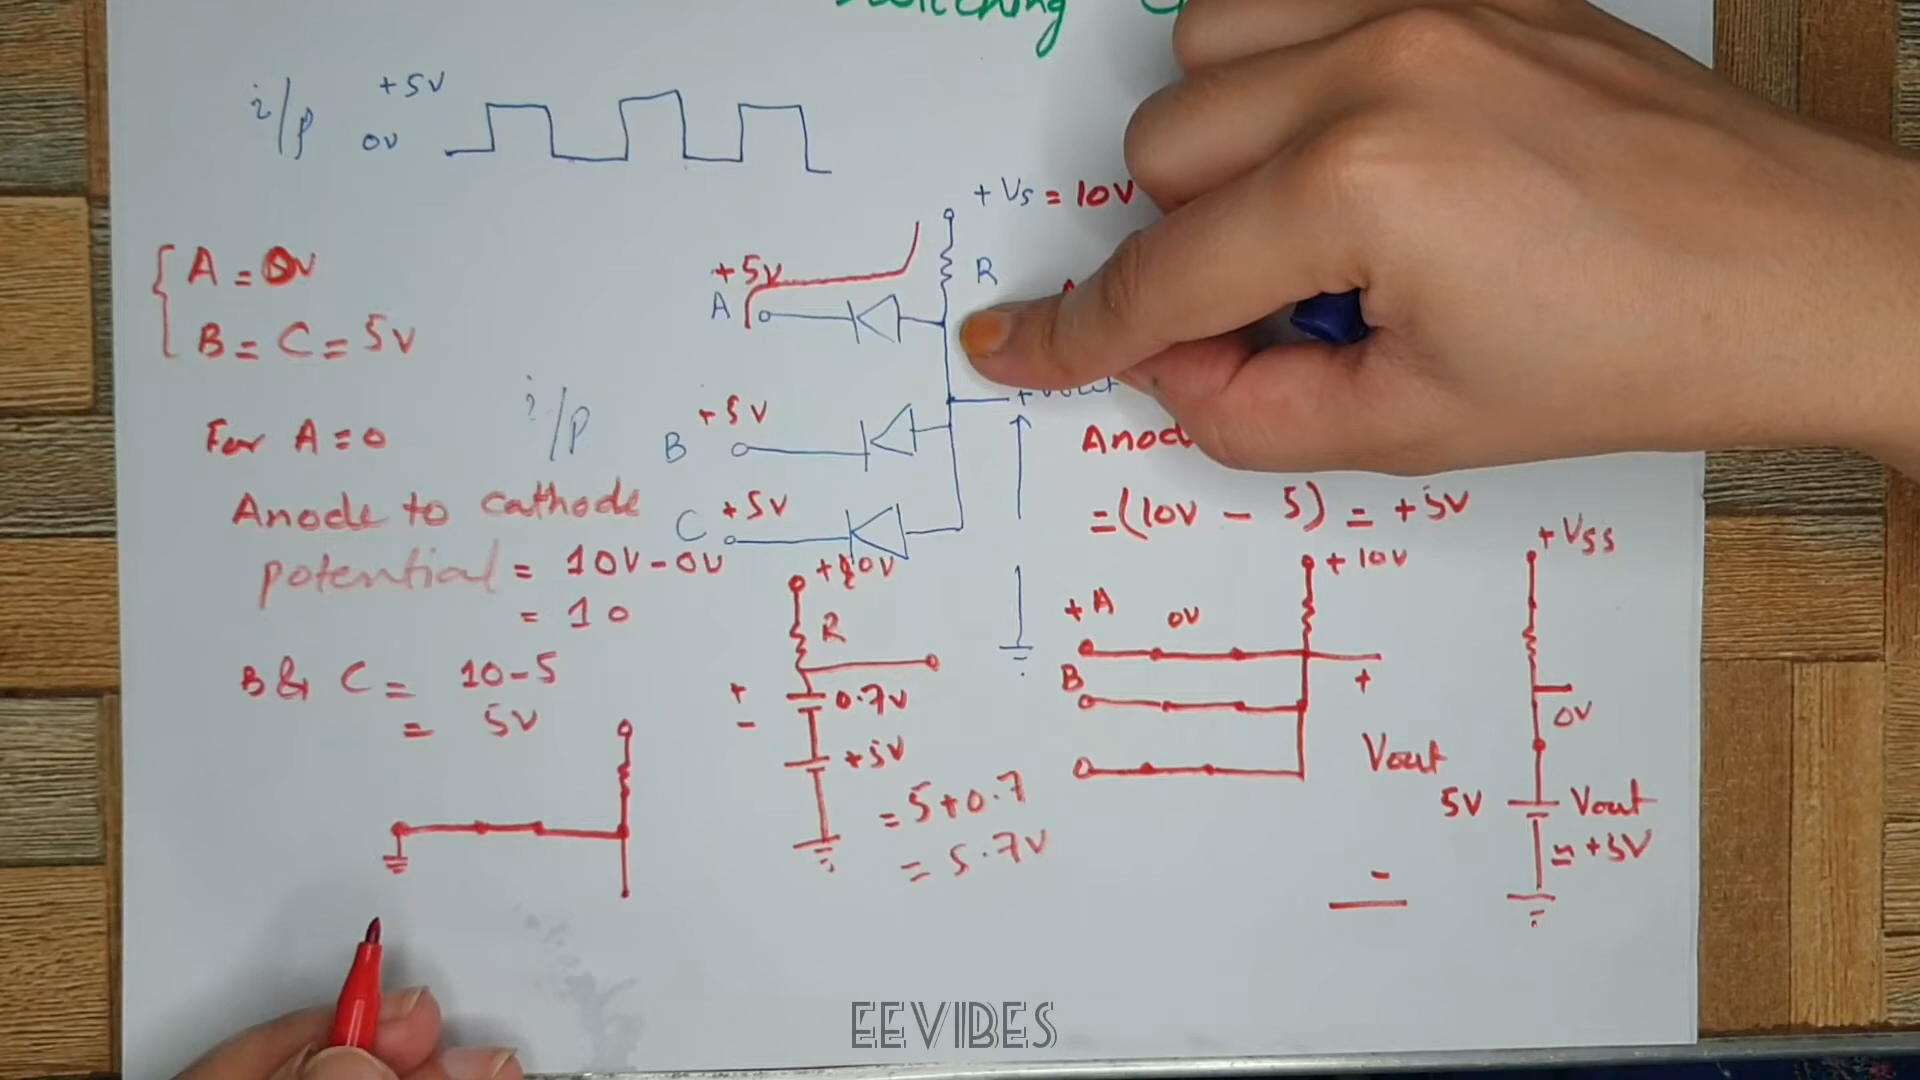 Switching
i/p +5V
0V
+Vs = 10V
A = 0V
B = C = 5V
+5V
A
R
+5V
B
+5V
C
i/p
+Vout
For A = 0
Anode to cathode
potential = 10V - 0V
= 10
B & C = 10-5
= 5V
= (10V - 5) = +5V
+10V
R
+
-
0.7V
+5V
= 5+0.7
= 5.7V
+10V
+A 0V
B
+
Vout
-
+Vss
0V
5V
Vout
= +5V
EEVIBES